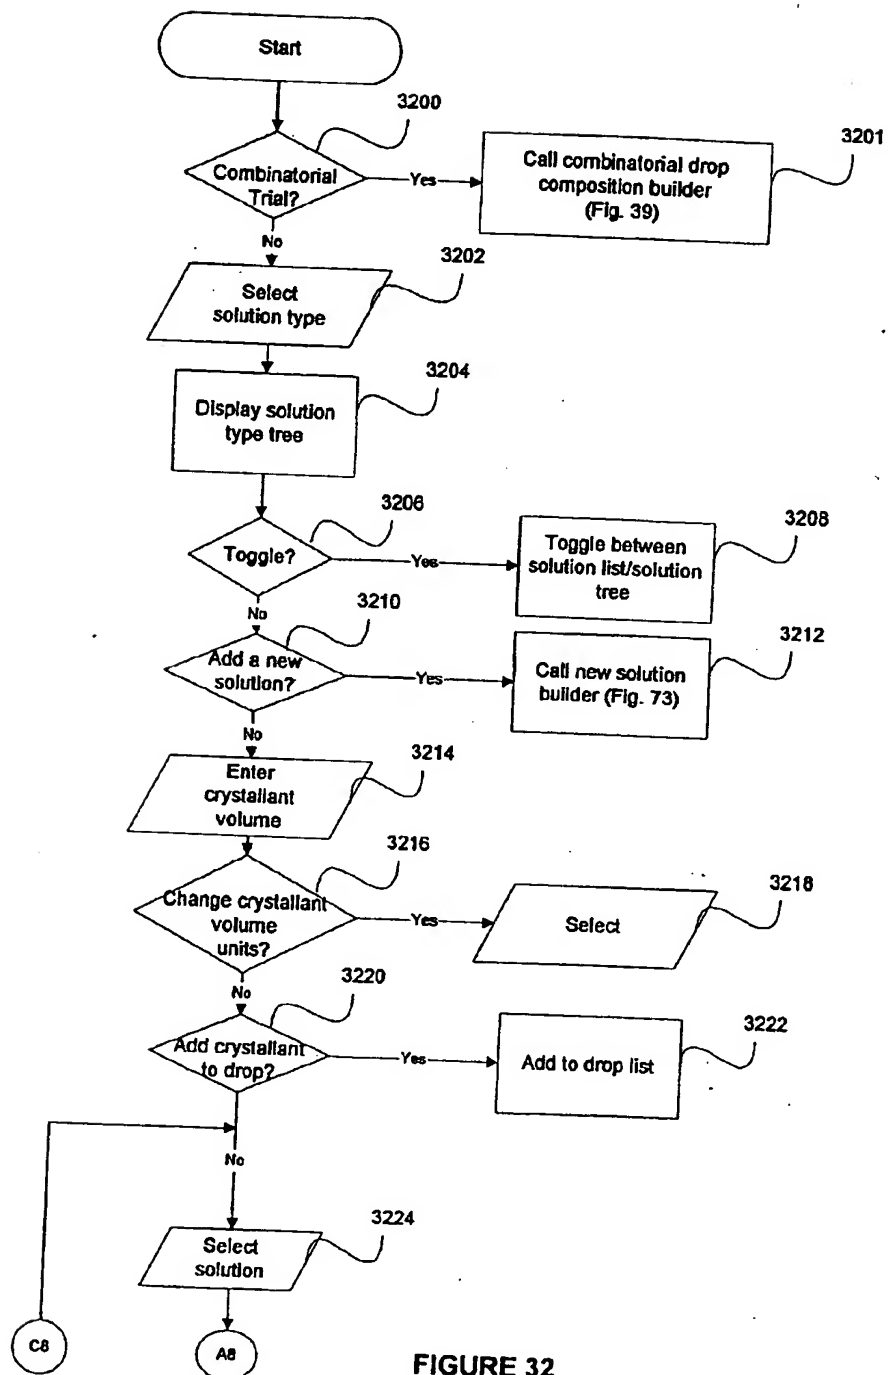 Start
3200
Combinatorial
Trial?
Yes
Call combinatorial drop
composition builder
(Fig. 39)
3201
No
3202
Select
solution type
3204
Display solution
type tree
3206
Toggle?
Yes
Toggle between
solution list/solution
tree
3208
No
3210
Add a new
solution?
Yes
Call new solution
builder (Fig. 73)
3212
No
3214
Enter
crystallant
volume
3216
Change crystallant
volume
units?
Yes
Select
3218
No
3220
Add crystallant
to drop?
Yes
Add to drop list
3222
No
3224
Select
solution
C8
A8
FIGURE 32